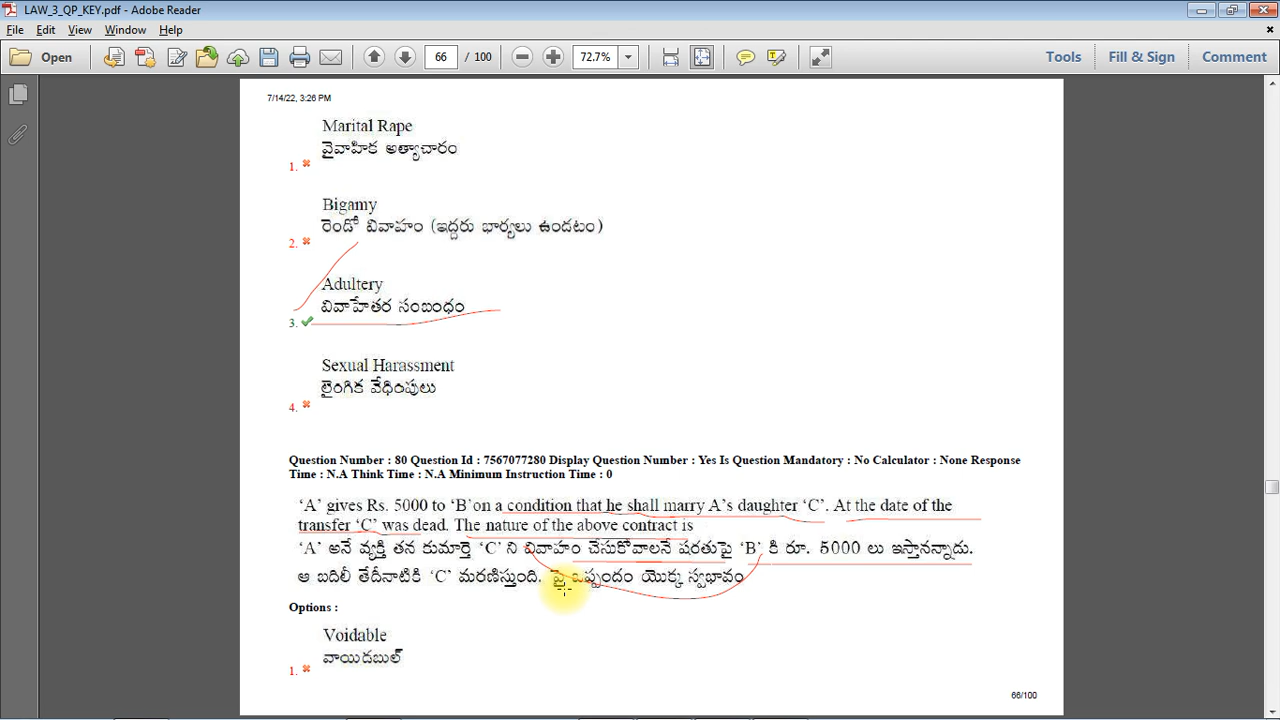 LAW_3_QP_KEY.pdf - Adobe Reader
File Edit View Window Help
Open 66 / 100 72.7% Tools Fill & Sign Comment
7/14/22, 3:26 PM
Marital Rape
వైవాహిక అత్యాచారం
1.
Bigamy
రెండో వివాహం (ఇద్దరు భార్యలు ఉండటం)
2.
Adultery
వివాహేతర సంబంధం
3.
Sexual Harassment
లైంగిక వేధింపులు
4.
Question Number : 80 Question Id : 7567077280 Display Question Number : Yes Is Question Mandatory : No Calculator : None Response
Time : N.A Think Time : N.A Minimum Instruction Time : 0
‘A’ gives Rs. 5000 to ‘B’on a condition that he shall marry A’s daughter ‘C’. At the date of the
transfer ‘C’ was dead. The nature of the above contract is
‘A’ అనే వ్యక్తి తన కుమార్తె ‘C’ ని వివాహం చేసుకోవాలనే షరతుపై ‘B’ కి రూ. 5000 లు ఇస్తానన్నాడు.
ఆ బదిలీ తేదీనాటికి ‘C’ మరణిస్తుంది. పై ఒప్పందం యొక్క స్వభావం
Options :
Voidable
వాయిదబుల్
1.
66/100